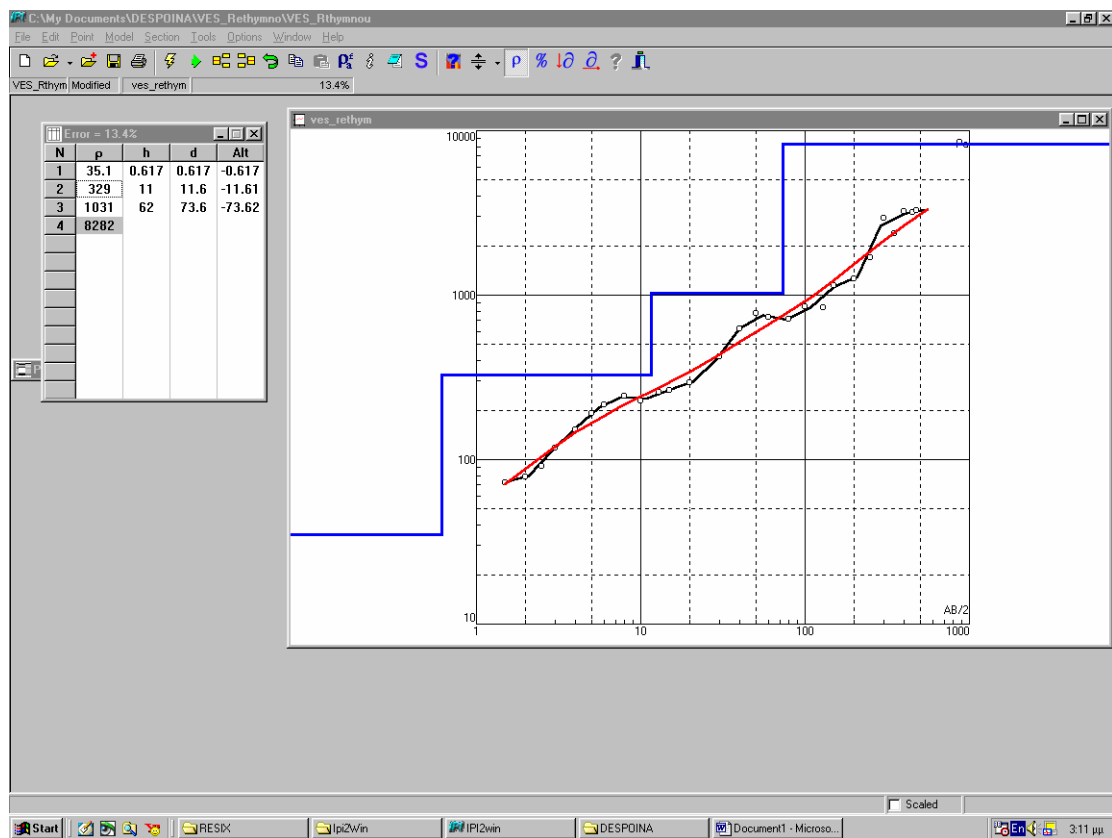 C:\My Documents\DESPOINA\VES_Rethymno\VES_Rthymnou
File Edit Point Model Section Tools Options Window Help
VES_Rthym Modified ves_rethym 13.4%
Error = 13.4%
N ρ h d Alt
1 35.1 0.617 0.617 -0.617
2 329 11 11.6 -11.61
3 1031 62 73.6 -73.62
4 8282
P
ves_rethym
10000
ρa
1000
100
10
AB/2
1 10 100 1000
Scaled
Start RESIX Ipi2Win IPI2win DESPOINA Document1 - Microso... En 3:11 μμ